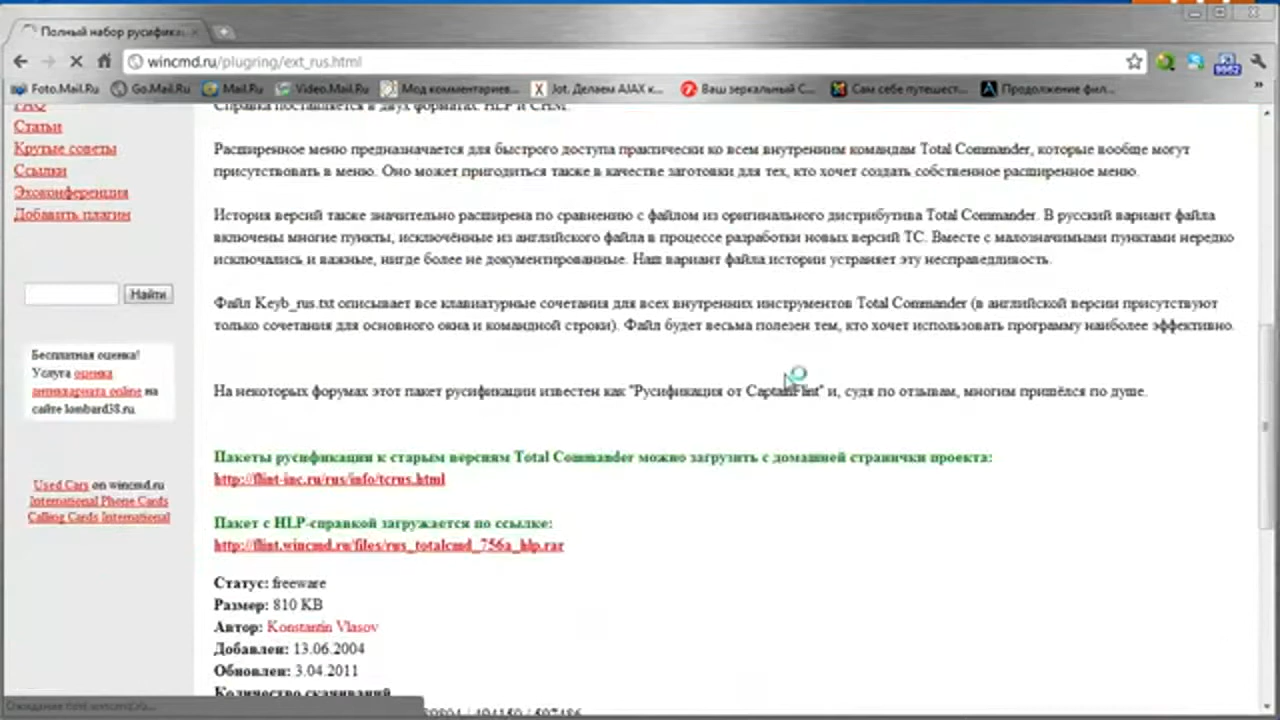 Полный набор русифика
wincmd.ru/plugring/ext_rus.html
Foto.Mail.Ru Go.Mail.Ru Mail.Ru Video.Mail.Ru Мод комментариев... Jot. Делаем AJAX к... Ваш зеркальный С... Сам себе путешест... Продолжение фил...
FAQ
Статьи
Крутые советы
Ссылки
Эхоконференция
Добавить плагин
Найти
Бесплатная оценка!
Услуга оценка
антиквариата online на
сайте lombard38.ru.
Used Cars on wincmd.ru
International Phone Cards
Calling Cards International
Справка поставляется в двух форматах: HLP и CHM.
Расширенное меню предназначается для быстрого доступа практически ко всем внутренним командам Total Commander, которые вообще могут
присутствовать в меню. Оно может пригодиться также в качестве заготовки для тех, кто хочет создать собственное расширенное меню.
История версий также значительно расширена по сравнению с файлом из оригинального дистрибутива Total Commander. В русский вариант файла
включены многие пункты, исключённые из английского файла в процессе разработки новых версий TC. Вместе с малозначимыми пунктами нередко
исключались и важные, нигде более не документированные. Наш вариант файла истории устраняет эту несправедливость.
Файл Keyb_rus.txt описывает все клавиатурные сочетания для всех внутренних инструментов Total Commander (в английской версии присутствуют
только сочетания для основного окна и командной строки). Файл будет весьма полезен тем, кто хочет использовать программу наиболее эффективно.
На некоторых форумах этот пакет русификации известен как "Русификация от CaptainFlint" и, судя по отзывам, многим пришёлся по душе.
Пакеты русификации к старым версиям Total Commander можно загрузить с домашней странички проекта:
http://flint-inc.ru/rus/info/tcrus.html
Пакет с HLP-справкой загружается по ссылке:
http://flint.wincmd.ru/files/rus_totalcmd_756a_hlp.rar
Статус: freeware
Размер: 810 KB
Автор: Konstantin Vlasov
Добавлен: 13.06.2004
Обновлен: 3.04.2011
Количество скачиваний